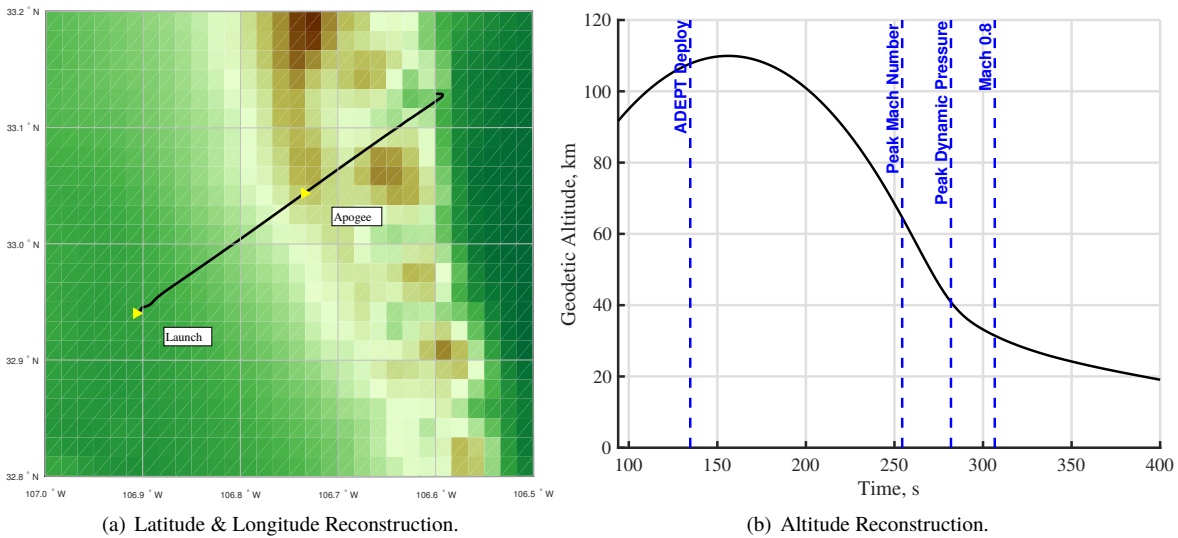 33.2 ° N
33.1 ° N
33.0 ° N
32.9 ° N
32.8 ° N
107.0 ° W
106.9 ° W
106.8 ° W
106.7 ° W
106.6 ° W
106.5 ° W
Apogee
Launch
(a) Latitude & Longitude Reconstruction.
Geodetic Altitude, km
120
100
80
60
40
20
0
ADEPT Deploy
Peak Mach Number
Peak Dynamic Pressure
Mach 0.8
100
150
200
250
300
350
400
Time, s
(b) Altitude Reconstruction.